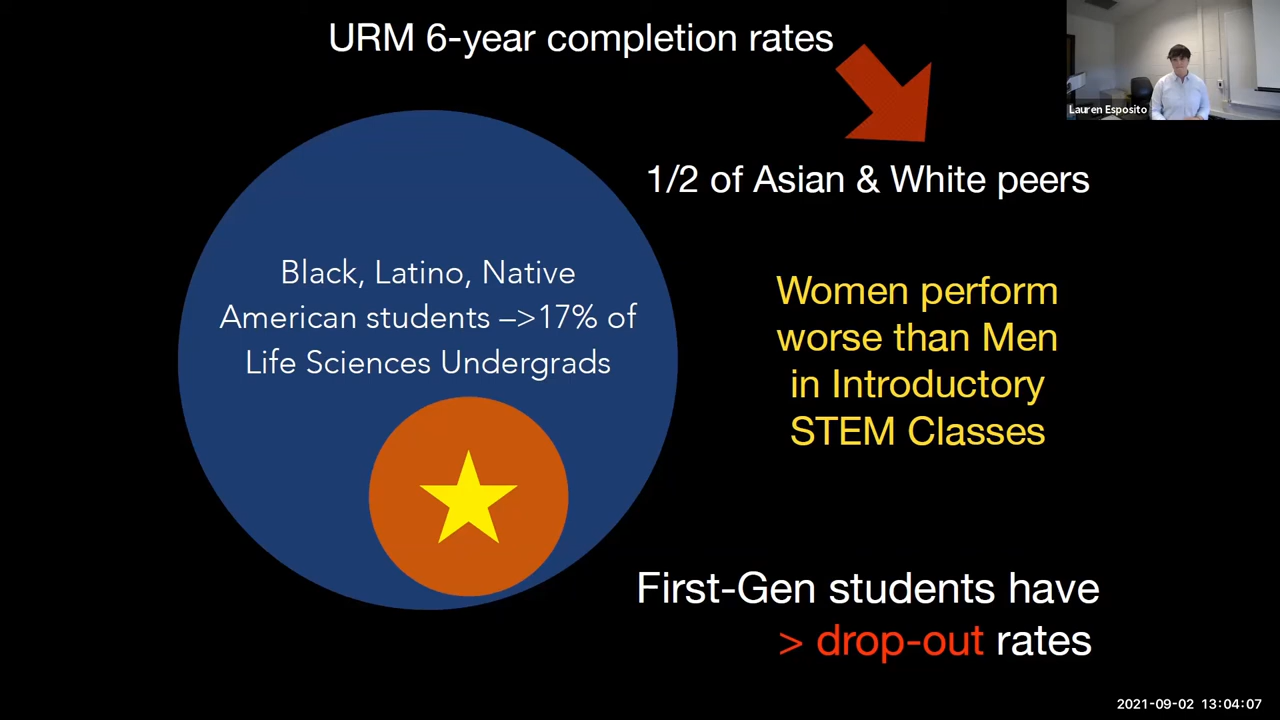 URM 6-year completion rates
Lauren Esposito
1/2 of Asian & White peers
Black, Latino, Native
American students –>17% of
Life Sciences Undergrads
Women perform
worse than Men
in Introductory
STEM Classes
First-Gen students have
> drop-out rates
2021-09-02 13:04:07